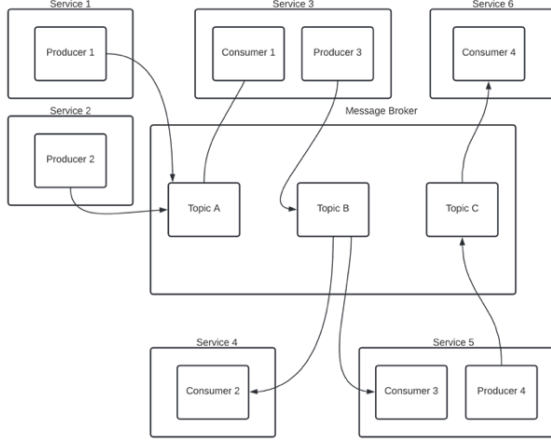 Service 1
Service 3
Service 6
Producer 1
Consumer 1
Producer 3
Consumer 4
Service 2
Message Broker
Producer 2
Topic A
Topic B
Topic C
Service 4
Service 5
Consumer 2
Consumer 3
Producer 4